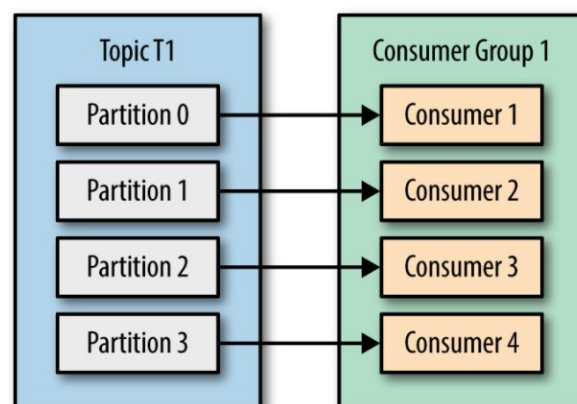 Topic T1
Partition 0
Partition 1
Partition 2
Partition 3
Consumer Group 1
Consumer 1
Consumer 2
Consumer 3
Consumer 4